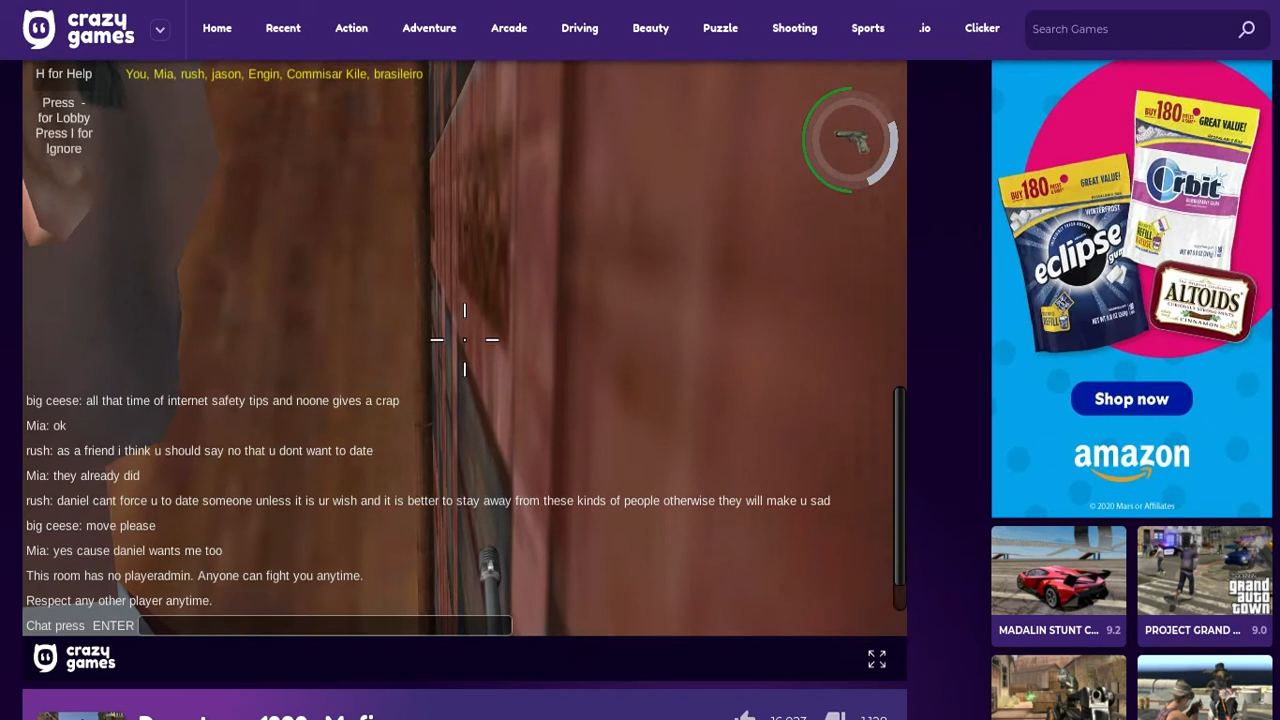 crazy games
Home Recent Action Adventure Arcade Driving Beauty Puzzle Shooting Sports .io Clicker
Search Games
H for Help
You, Mia, rush, jason, Engin, Commisar Kile, brasileiro
Press -
for Lobby
Press I for
Ignore
big ceese: all that time of internet safety tips and noone gives a crap
Mia: ok
rush: as a friend i think u should say no that u dont want to date
Mia: they already did
rush: daniel cant force u to date someone unless it is ur wish and it is better to stay away from these kinds of people otherwise they will make u sad
big ceese: move please
Mia: yes cause daniel wants me too
This room has no playeradmin. Anyone can fight you anytime.
Respect any other player anytime.
Chat press ENTER
crazy games
BUY 180 GREAT VALUE!
Orbit
BUY 180 GREAT VALUE!
WINTERFROST
eclipse
gum
ALTOIDS
CINNAMON
Shop now
amazon
© 2020 Mars or Affiliates
MADALIN STUNT C... 9.2
PROJECT GRAND ... 9.0